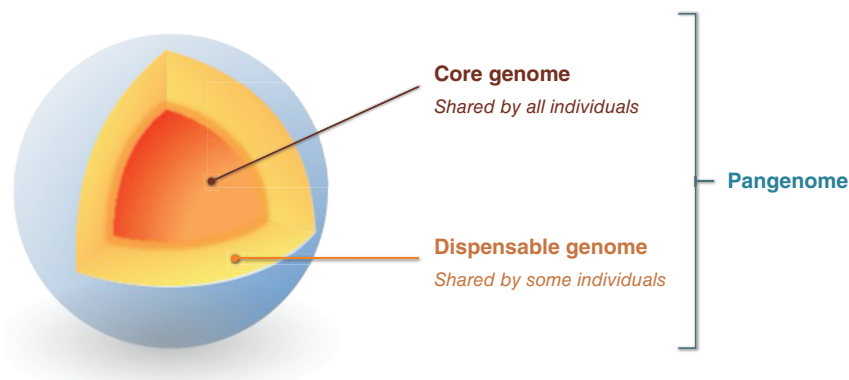 Core genome
Shared by all individuals
Pangenome
Dispensable genome
Shared by some individuals